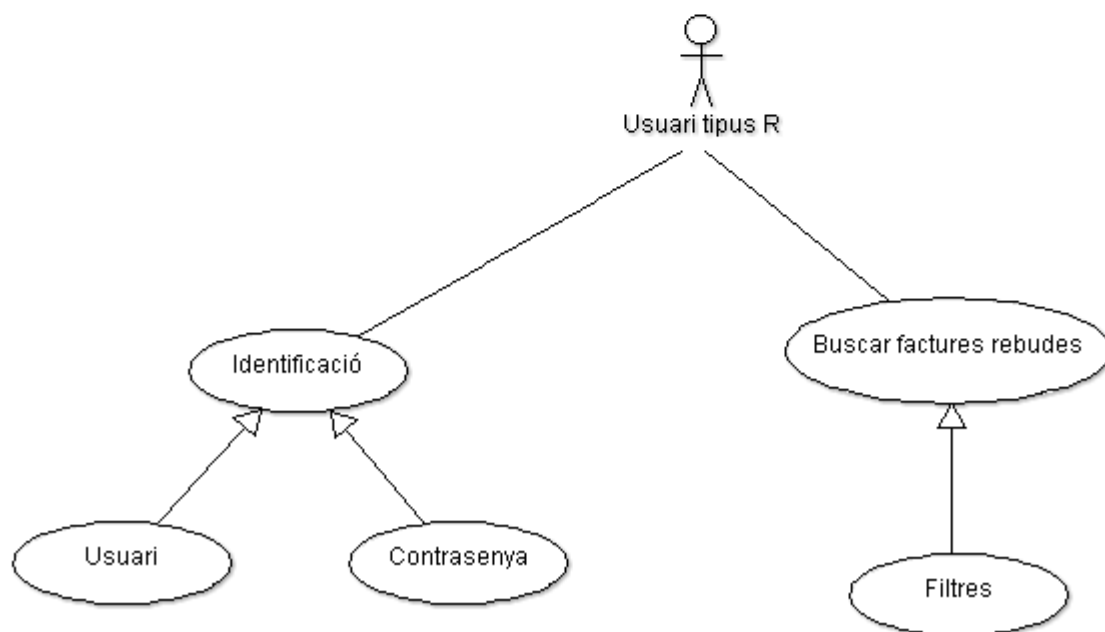 Usuari tipus R
Identificació
Buscar factures rebudes
Usuari
Contrasenya
Filtres